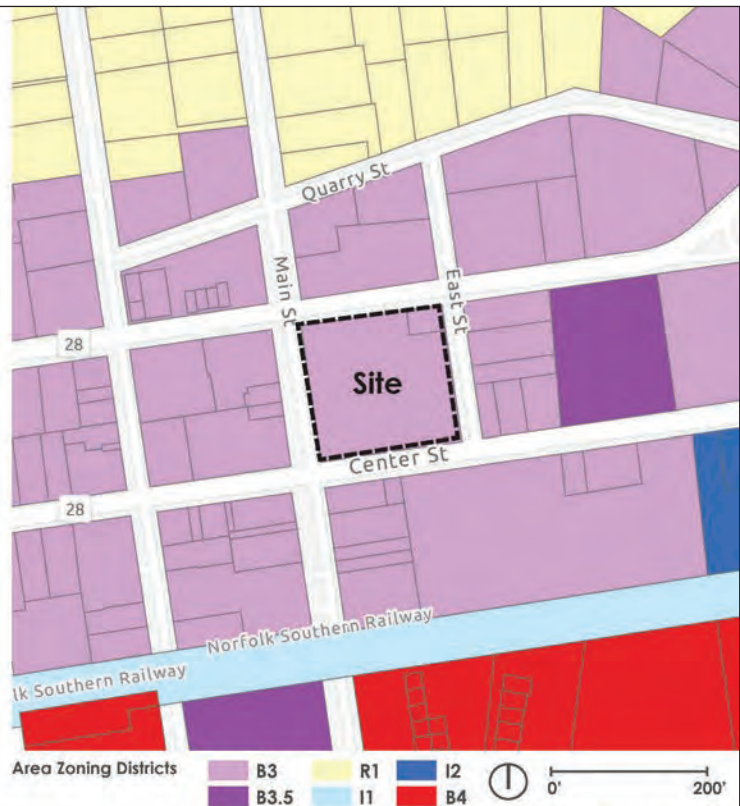 Quarry St
Main St
East St
28
Site
Center St
28
Norfolk Southern Railway
lk Southern Railway
Area Zoning Districts
B3
R1
I2
B3.5
I1
B4
0'
200'